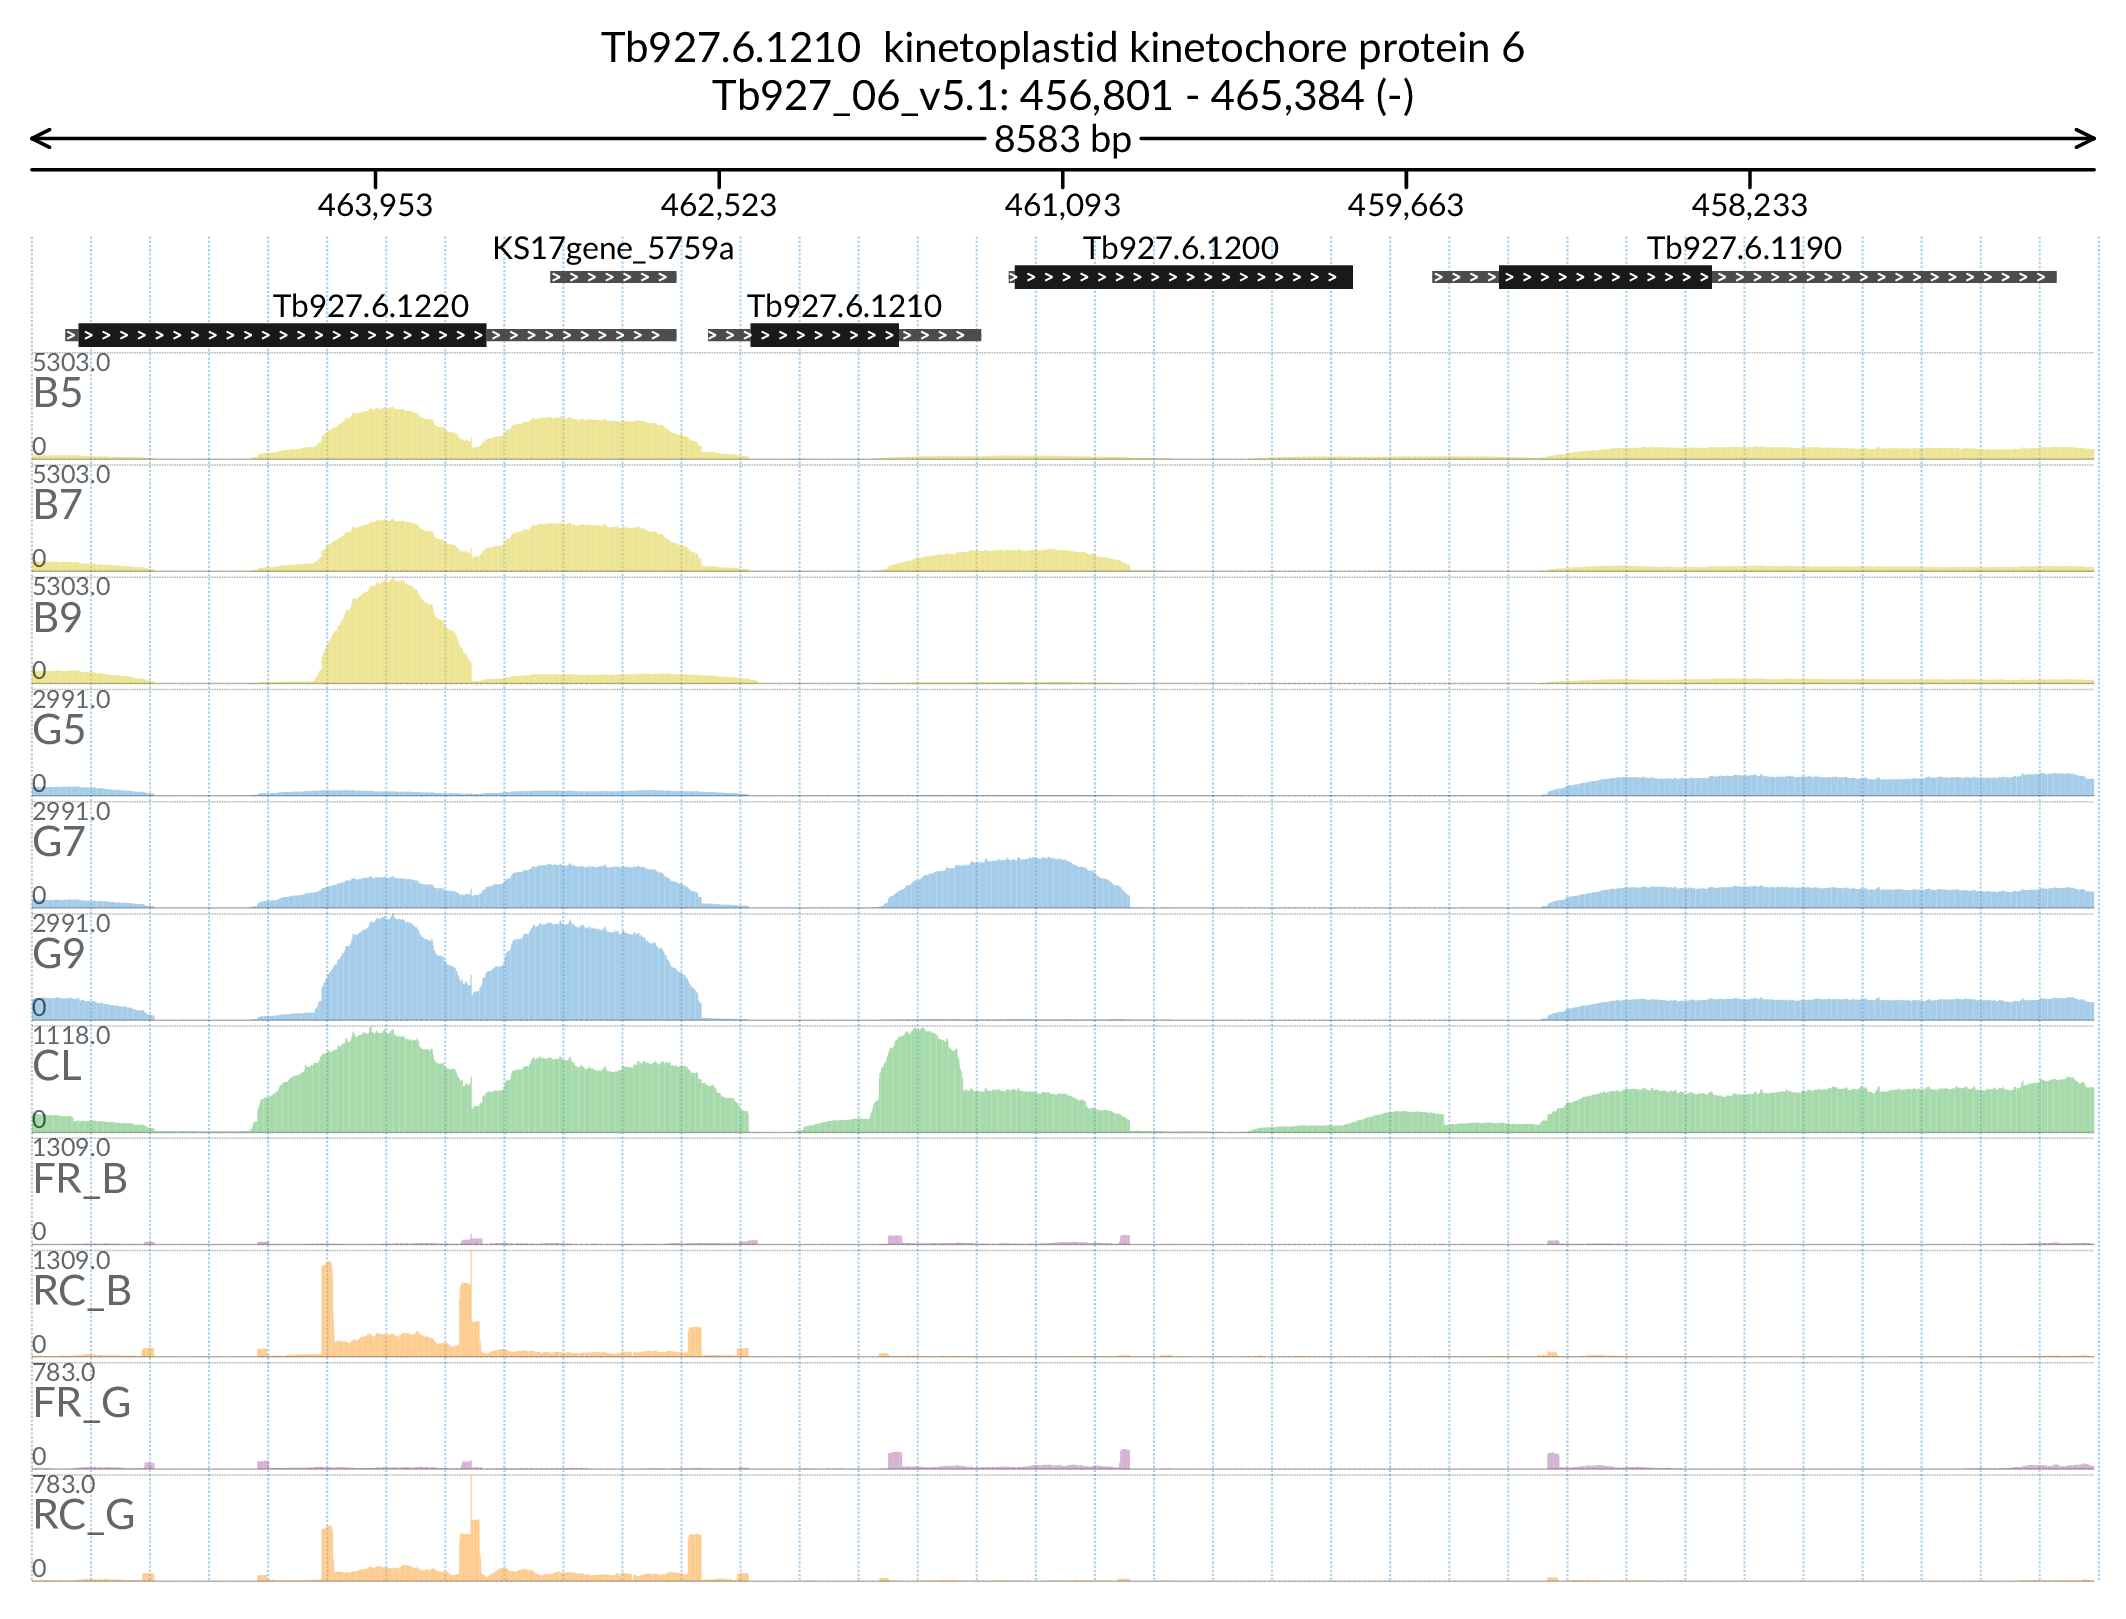 Tb927.6.1210 kinetoplastid kinetochore protein 6
Tb927_06_v5.1: 456,801 - 465,384 (-)
8583 bp
463,953 462,523 461,093 459,663 458,233
KS17gene_5759a Tb927.6.1200 Tb927.6.1190
Tb927.6.1220 Tb927.6.1210
5303.0
B5
0
5303.0
B7
0
5303.0
B9
0
2991.0
G5
0
2991.0
G7
0
2991.0
G9
0
1118.0
CL
0
1309.0
FR_B
0
1309.0
RC_B
0
783.0
FR_G
0
783.0
RC_G
0